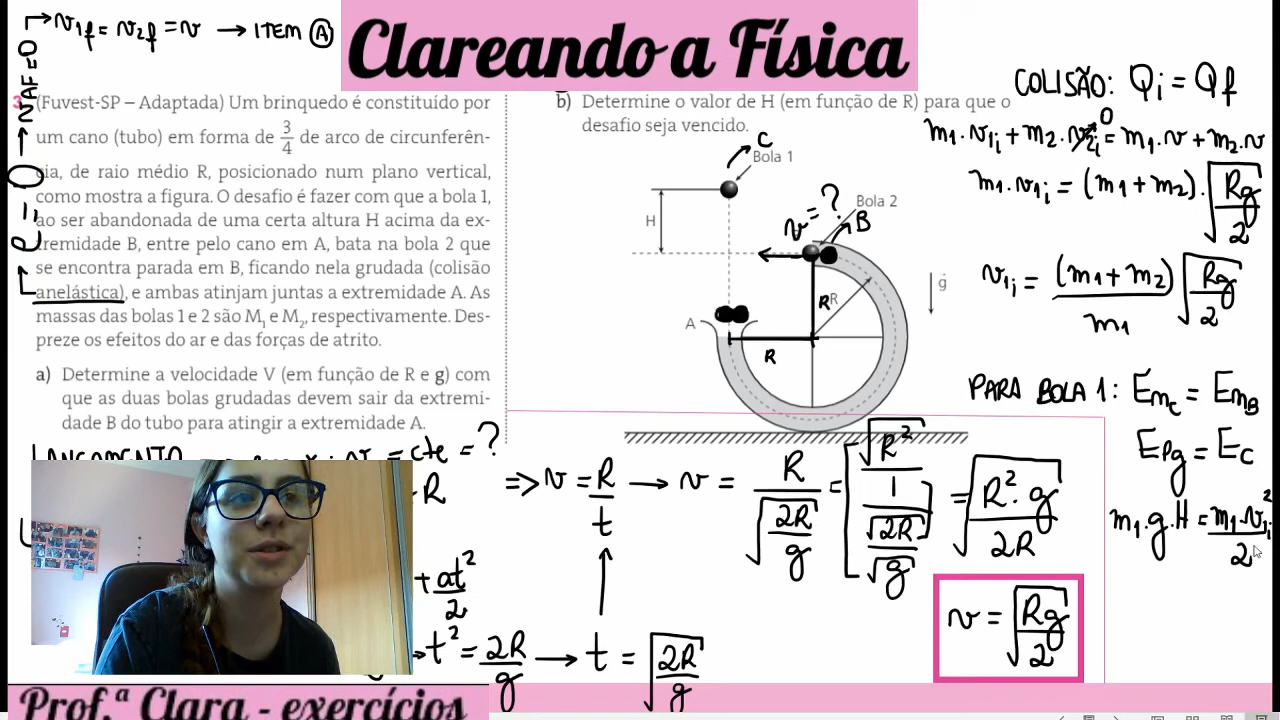 → v1f = v2f = v → ITEM A
Clareando a Física
e = 0 → VAF = 0
3 (Fuvest-SP – Adaptada) Um brinquedo é constituído por
um cano (tubo) em forma de 3/4 de arco de circunferên-
cia, de raio médio R, posicionado num plano vertical,
como mostra a figura. O desafio é fazer com que a bola 1,
ao ser abandonada de uma certa altura H acima da ex-
tremidade B, entre pelo cano em A, bata na bola 2 que
se encontra parada em B, ficando nela grudada (colisão
anelástica), e ambas atinjam juntas a extremidade A. As
massas das bolas 1 e 2 são M1 e M2, respectivamente. Des-
preze os efeitos do ar e das forças de atrito.
a) Determine a velocidade V (em função de R e g) com
que as duas bolas grudadas devem sair da extremi-
dade B do tubo para atingir a extremidade A.
b) Determine o valor de H (em função de R) para que o
desafio seja vencido.
C
Bola 1
H
v = ?
Bola 2
B
R
R
g
A
R
COLISÃO: Qi = Qf
m1.v1i + m2.v2i = m1.v + m2.v
0
m1.v1i = (m1 + m2).√(Rg/2)
v1i = (m1 + m2)/m1 √(Rg/2)
PARA BOLA 1: EmC = EmB
EPg = EC
m1.g.H = m1.v1i²/2
= cte = ?
R
⇒ v = R/t → v = R/√(2R/g) = √R²/1 √2R/√g = √(R².g/2R)
+ at²/2
t² = 2R/g → t = √(2R/g)
v = √(Rg/2)
Prof.ª Clara - exercícios